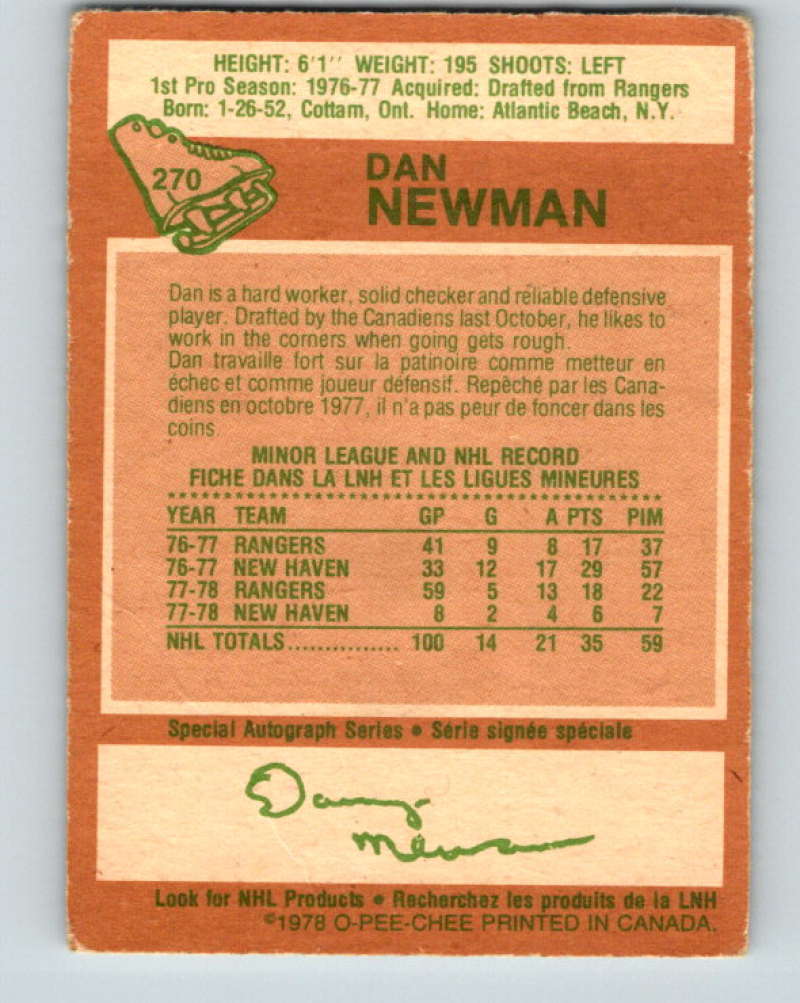 HEIGHT: 6'1'' WEIGHT: 195 SHOOTS: LEFT
1st Pro Season: 1976-77 Acquired: Drafted from Rangers
Born: 1-26-52, Cottam, Ont. Home: Atlantic Beach, N.Y.
270
DAN
NEWMAN
Dan is a hard worker, solid checker and reliable defensive
player. Drafted by the Canadiens last October, he likes to
work in the corners when going gets rough.
Dan travaille fort sur la patinoire comme metteur en
échec et comme joueur défensif. Repêché par les Cana-
diens en octobre 1977, il n'a pas peur de foncer dans les
coins.
MINOR LEAGUE AND NHL RECORD
FICHE DANS LA LNH ET LES LIGUES MINEURES
YEAR TEAM GP G A PTS PIM
76-77 RANGERS 41 9 8 17 37
76-77 NEW HAVEN 33 12 17 29 57
77-78 RANGERS 59 5 13 18 22
77-78 NEW HAVEN 8 2 4 6 7
NHL TOTALS............... 100 14 21 35 59
Special Autograph Series • Série signée spéciale
Danny
Newman
Look for NHL Products • Recherchez les produits de la LNH
©1978 O-PEE-CHEE PRINTED IN CANADA.